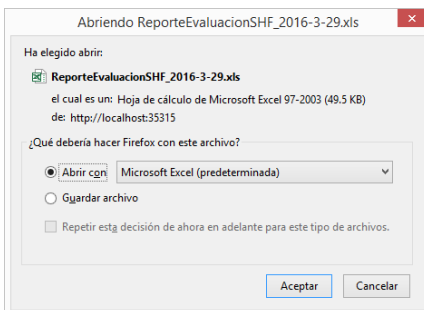 Abriendo ReporteEvaluacionSHF_2016-3-29.xls
Ha elegido abrir:
ReporteEvaluacionSHF_2016-3-29.xls
el cual es un: Hoja de cálculo de Microsoft Excel 97-2003 (49.5 KB)
de: http://localhost:35315
¿Qué debería hacer Firefox con este archivo?
Abrir con Microsoft Excel (predeterminada)
Guardar archivo
Repetir esta decisión de ahora en adelante para este tipo de archivos.
Aceptar Cancelar